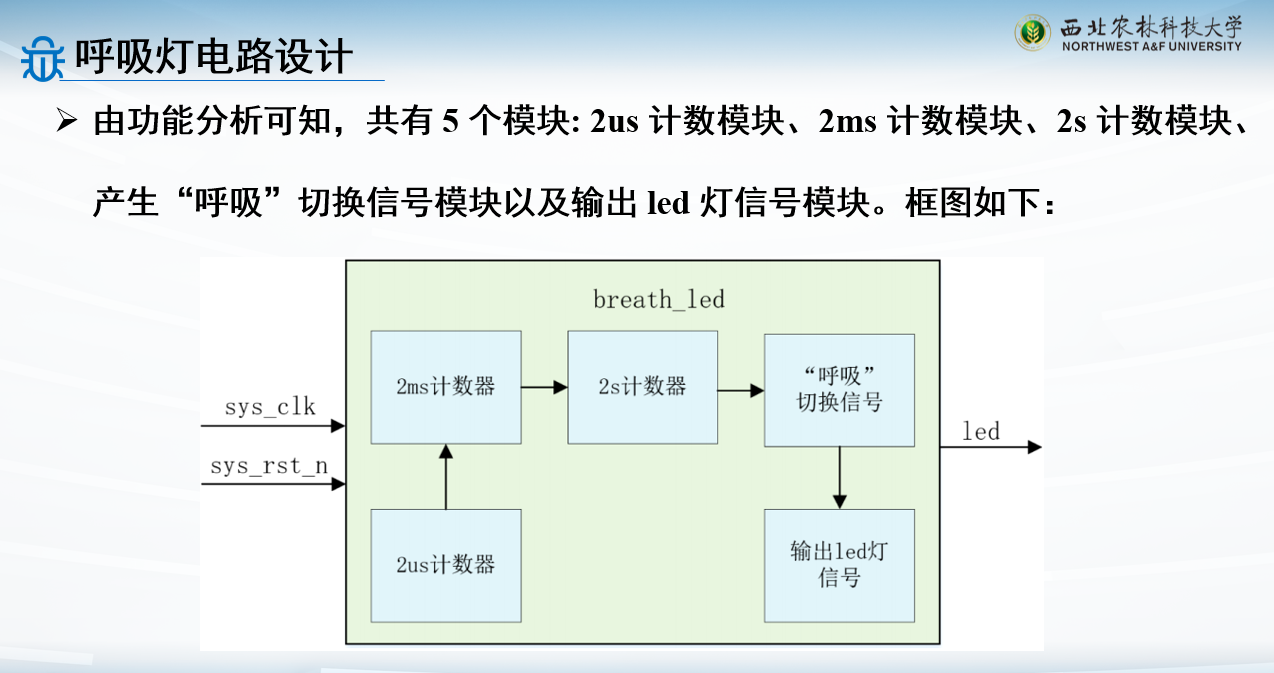 呼吸灯电路设计
西北农林科技大学
NORTHWEST A&F UNIVERSITY
由功能分析可知，共有 5 个模块: 2us 计数模块、2ms 计数模块、2s 计数模块、
产生“呼吸”切换信号模块以及输出 led 灯信号模块。框图如下：
breath_led
2ms计数器
2s计数器
“呼吸”
切换信号
sys_clk
led
sys_rst_n
2us计数器
输出led灯
信号